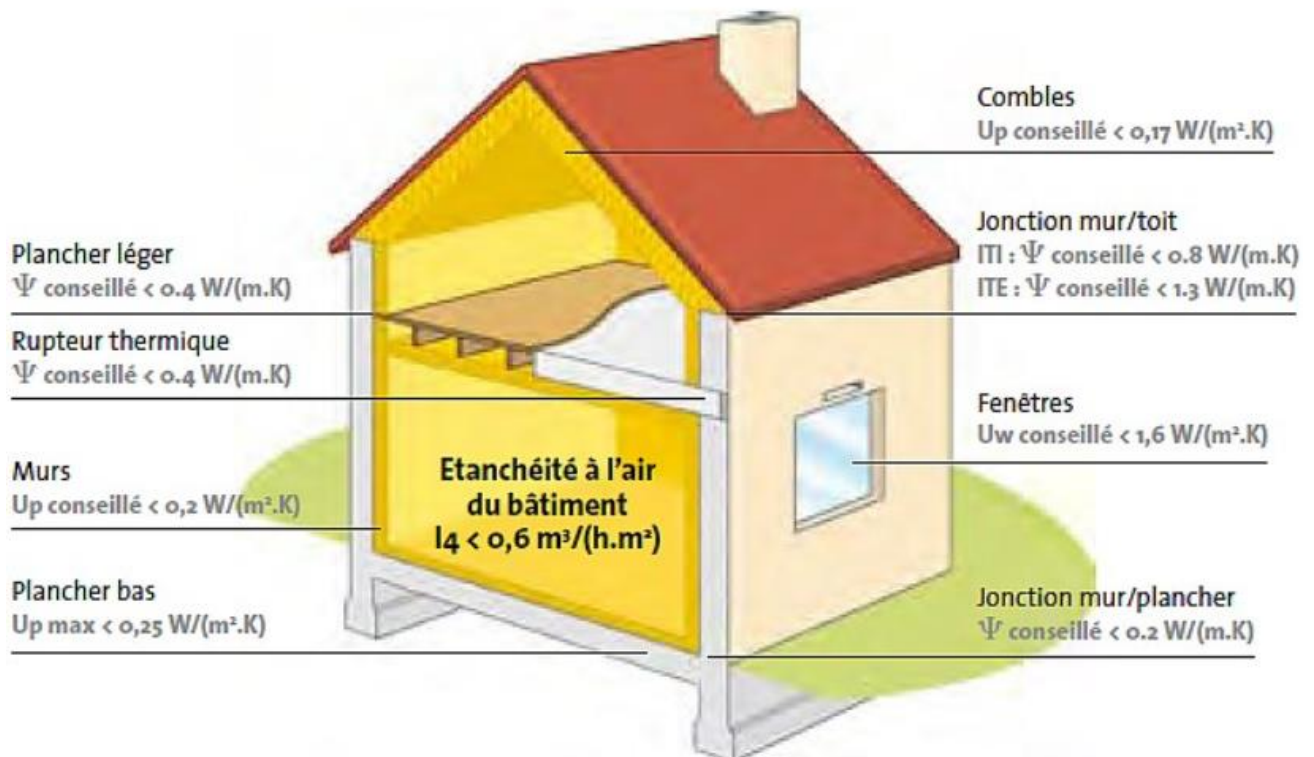 Combles
Up conseillé < 0,17 W/(m².K)
Jonction mur/toit
ITI : Ψ conseillé < 0.8 W/(m.K)
ITE : Ψ conseillé < 1.3 W/(m.K)
Plancher léger
Ψ conseillé < 0.4 W/(m.K)
Rupteur thermique
Ψ conseillé < 0.4 W/(m.K)
Fenêtres
Uw conseillé < 1,6 W/(m².K)
Murs
Up conseillé < 0,2 W/(m².K)
Etanchéité à l’air
du bâtiment
I4 < 0,6 m³/(h.m²)
Plancher bas
Up max < 0,25 W/(m².K)
Jonction mur/plancher
Ψ conseillé < 0.2 W/(m.K)